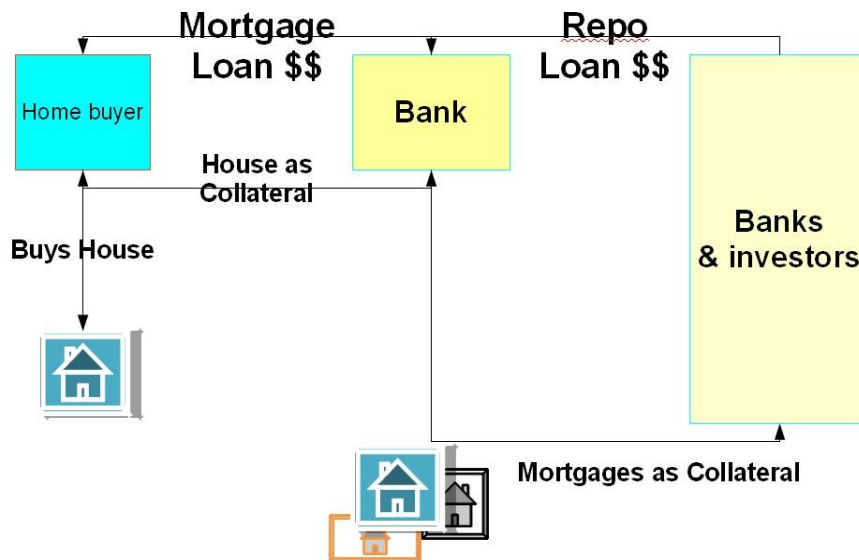 Mortgage
Loan $$
Repo
Loan $$
Home buyer
Bank
House as
Collateral
Banks
& investors
Buys House
Mortgages as Collateral